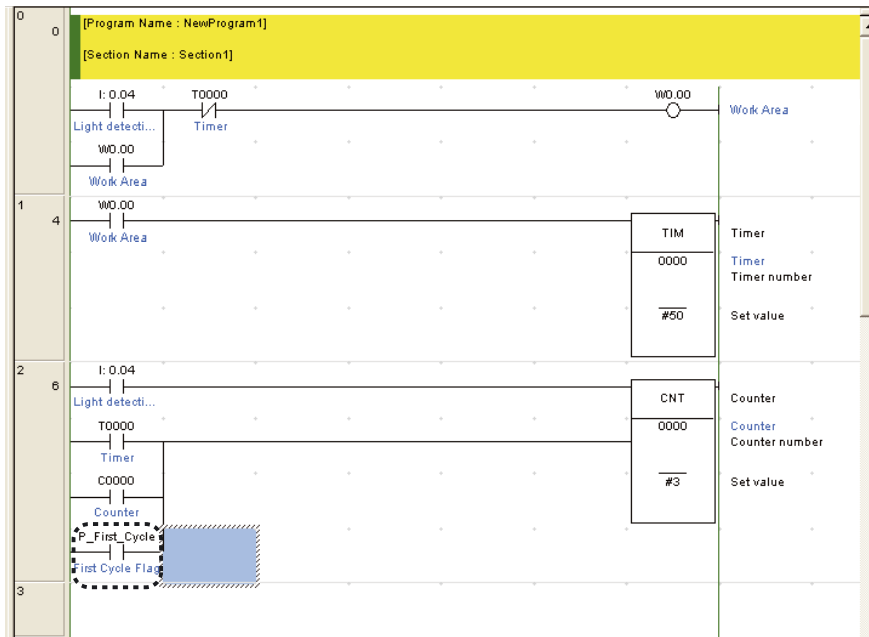 0
0
[Program Name : NewProgram1]
[Section Name : Section1]
I: 0.04 T0000 W0.00
Work Area
Light detecti... Timer
W0.00
Work Area
1
4
W0.00
Work Area
TIM Timer
0000 Timer
Timer number
#50 Set value
2
6
I: 0.04
Light detecti...
CNT Counter
T0000
0000 Counter
Counter number
Timer
C0000
#3 Set value
Counter
P_First_Cycle
First Cycle Flag
3